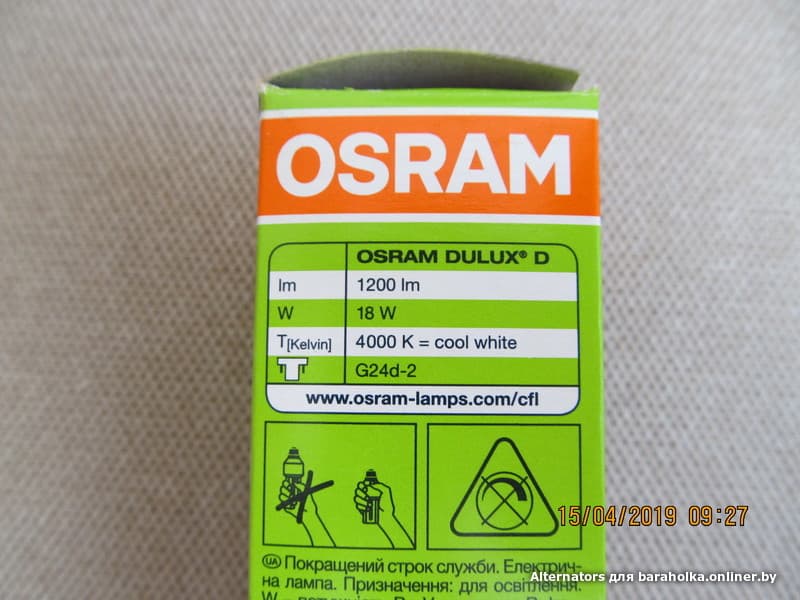 OSRAM
OSRAM DULUX® D
lm 1200 lm
W 18 W
T[Kelvin] 4000 K = cool white
G24d-2
www.osram-lamps.com/cfl
15/04/2019 09:27
UA Покращений строк служби. Електрич-
на лампа. Призначення: для освітлення.
Alternators для baraholka.onliner.by